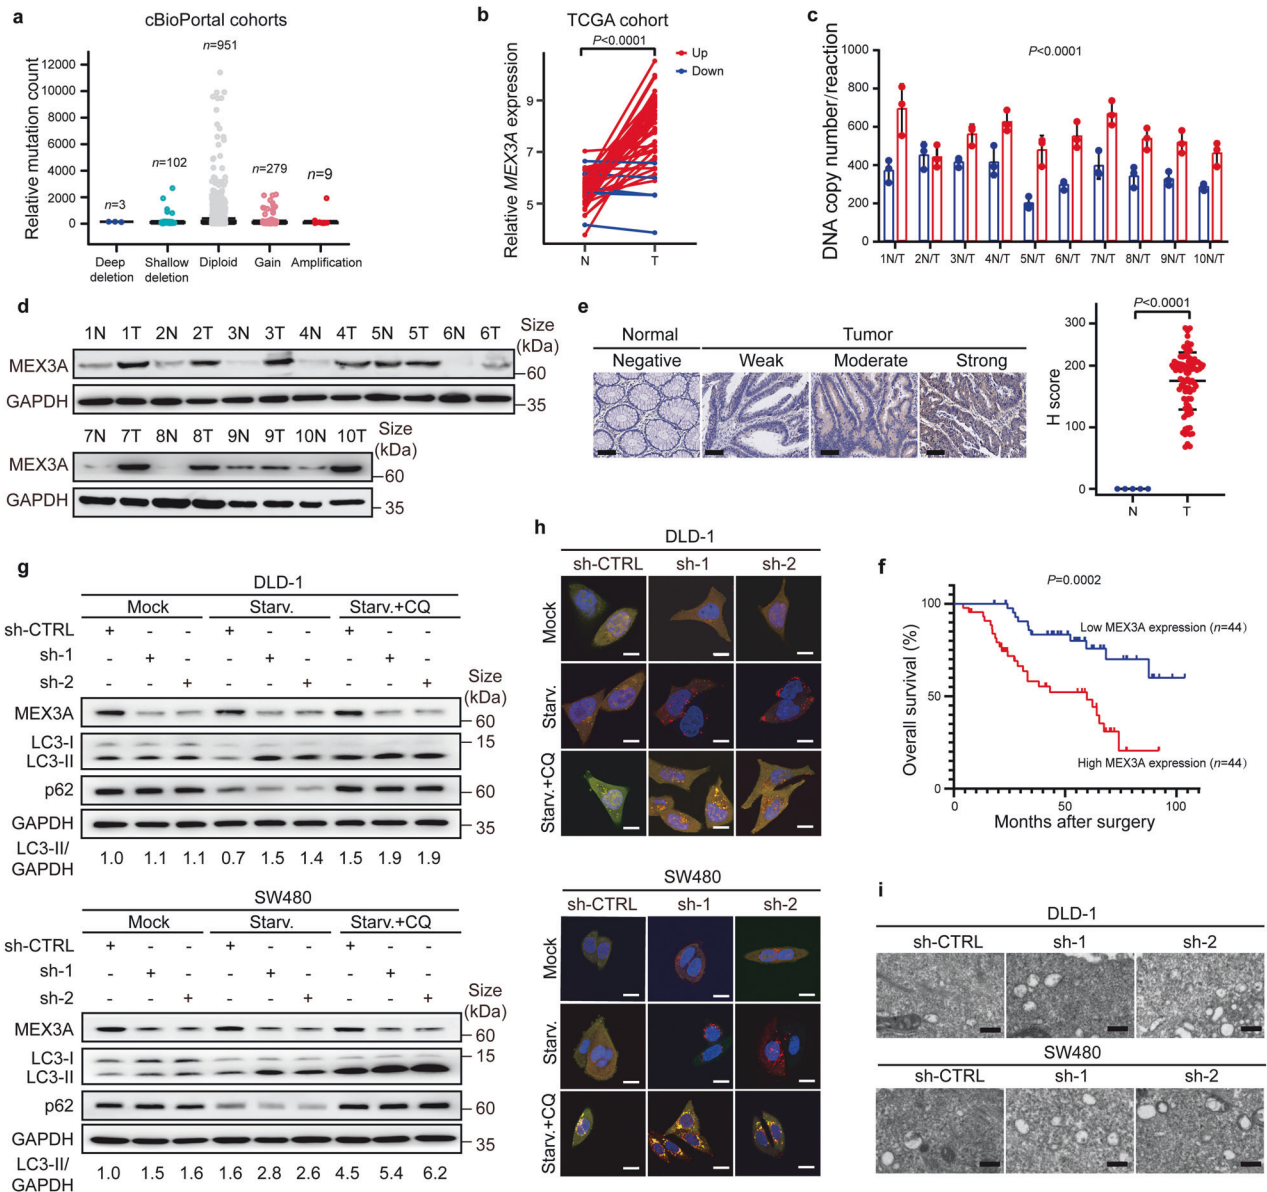 a
cBioPortal cohorts
Relative mutation count
12000
10000
8000
6000
4000
2000
0
n=3
n=102
n=951
n=279
n=9
Deep deletion
Shallow deletion
Diploid
Gain
Amplification
b
TCGA cohort
P<0.0001
Up
Down
Relative MEX3A expression
9
7
5
N T
c
P<0.0001
DNA copy number/reaction
1000
800
600
400
200
0
1N/T 2N/T 3N/T 4N/T 5N/T 6N/T 7N/T 8N/T 9N/T 10N/T
d
1N 1T 2N 2T 3N 3T 4N 4T 5N 5T 6N 6T
Size (kDa)
MEX3A
60
GAPDH
35
7N 7T 8N 8T 9N 9T 10N 10T
Size (kDa)
MEX3A
60
GAPDH
35
e
Normal Tumor
Negative Weak Moderate Strong
P<0.0001
H score
300
200
100
0
N T
f
P=0.0002
Overall survival (%)
100
50
0
Low MEX3A expression (n=44)
High MEX3A expression (n=44)
0 50 100
Months after surgery
g
DLD-1
Mock Starv. Starv.+CQ
sh-CTRL + - - + - - + - -
sh-1 - + - - + - - + -
sh-2 - - + - - + - - +
Size (kDa)
MEX3A
60
LC3-I
15
LC3-II
p62
60
GAPDH
35
LC3-II/ GAPDH
1.0 1.1 1.1 0.7 1.5 1.4 1.5 1.9 1.9
SW480
Mock Starv. Starv.+CQ
sh-CTRL + - - + - - + - -
sh-1 - + - - + - - + -
sh-2 - - + - - + - - +
Size (kDa)
MEX3A
60
LC3-I
15
LC3-II
p62
60
GAPDH
35
LC3-II/ GAPDH
1.0 1.5 1.6 1.6 2.8 2.6 4.5 5.4 6.2
h
DLD-1
sh-CTRL sh-1 sh-2
Mock
Starv.
Starv.+CQ
SW480
sh-CTRL sh-1 sh-2
Mock
Starv.
Starv.+CQ
i
DLD-1
sh-CTRL sh-1 sh-2
SW480
sh-CTRL sh-1 sh-2